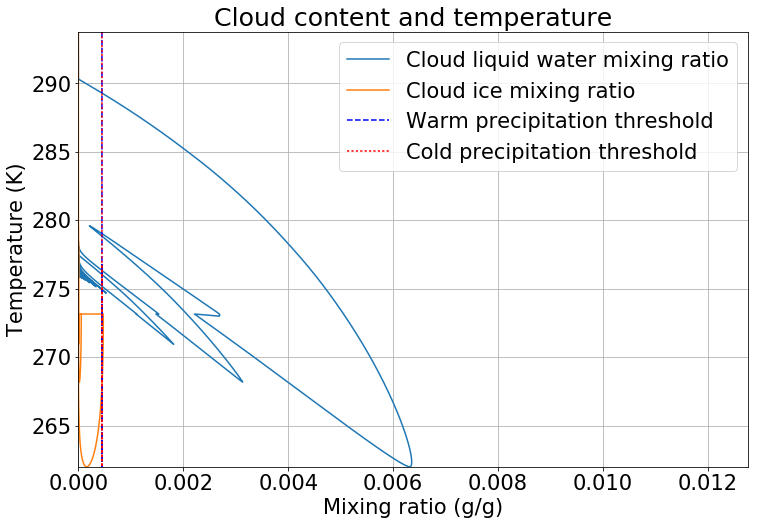 Cloud content and temperature
Cloud liquid water mixing ratio
Cloud ice mixing ratio
Warm precipitation threshold
Cold precipitation threshold
Temperature (K)
290
285
280
275
270
265
0.000 0.002 0.004 0.006 0.008 0.010 0.012
Mixing ratio (g/g)